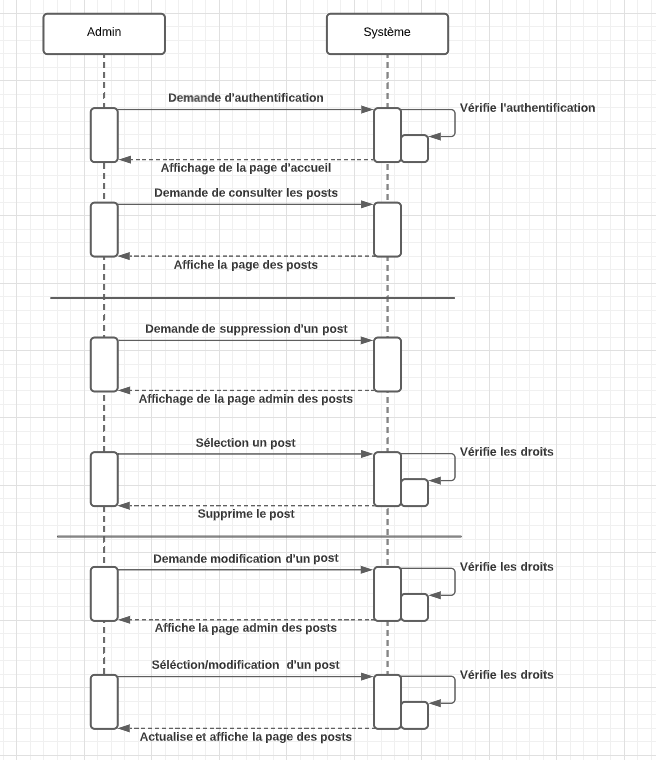 Admin
Système
Demande d'authentification
Vérifie l'authentification
Affichage de la page d'accueil
Demande de consulter les posts
Affiche la page des posts
Demande de suppression d'un post
Affichage de la page admin des posts
Sélection un post
Vérifie les droits
Supprime le post
Demande modification d'un post
Vérifie les droits
Affiche la page admin des posts
Séléction/modification d'un post
Vérifie les droits
Actualise et affiche la page des posts